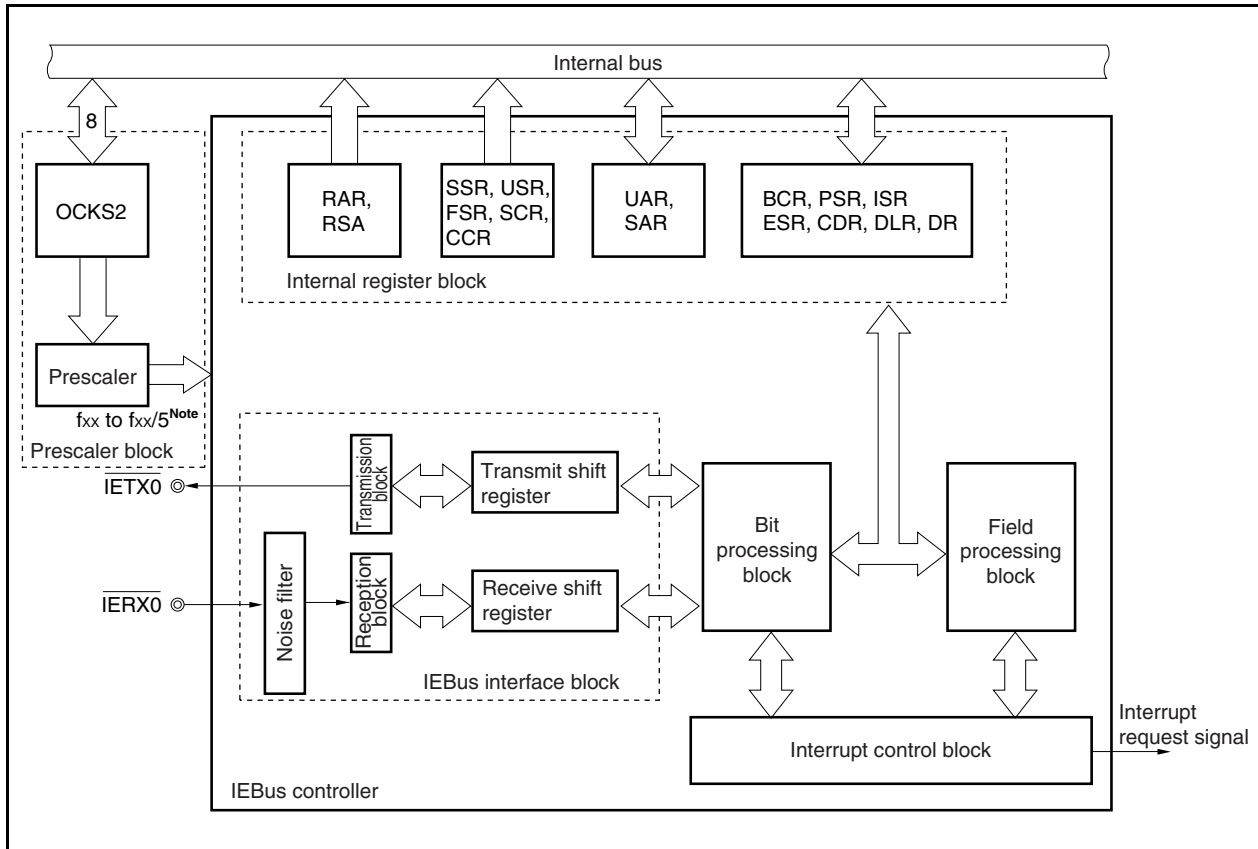 Internal bus
8
OCKS2
RAR,
RSA
SSR, USR,
FSR, SCR,
CCR
UAR,
SAR
BCR, PSR, ISR
ESR, CDR, DLR, DR
Internal register block
Prescaler
fxx to fxx/5Note
Prescaler block
IETX0
Transmission
block
Transmit shift
register
Bit
processing
block
Field
processing
block
IERX0
Noise filter
Reception
block
Receive shift
register
IEBus interface block
Interrupt control block
Interrupt
request signal
IEBus controller